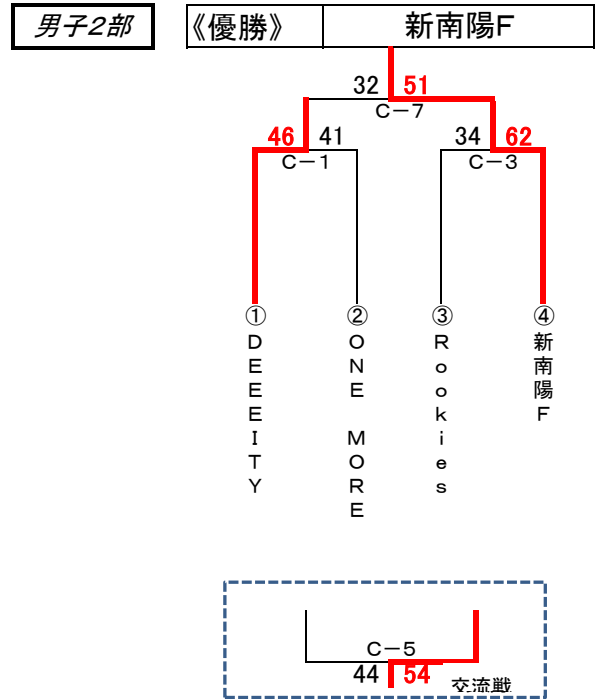 男子2部
《優勝》 新南陽F
32 51
C-7
46 41
C-1
34 62
C-3
① DEEEITY
② ONE MORE
③ Rookies
④ 新南陽F
C-5
44 54
交流戦